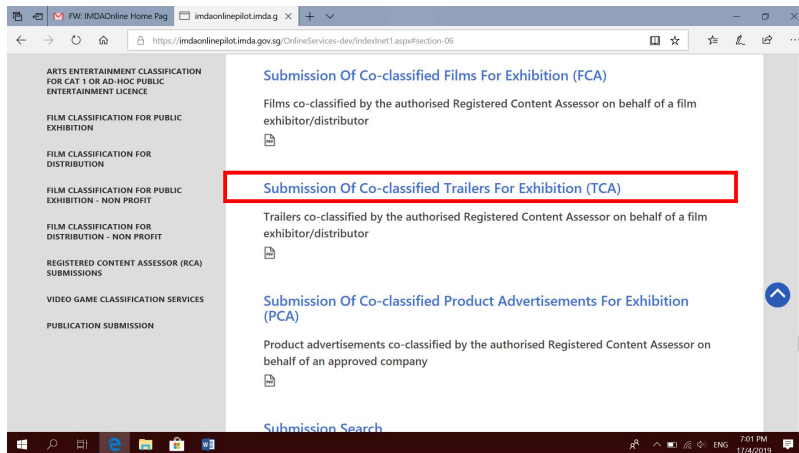 FW: IMDAOnline Home Pag
imdaonlinepilot.imda.g
https://imdaonlinepilot.imda.gov.sg/OnlineServices-dev/indexInet1.aspx#section-06
ARTS ENTERTAINMENT CLASSIFICATION
FOR CAT 1 OR AD-HOC PUBLIC
ENTERTAINMENT LICENCE
FILM CLASSIFICATION FOR PUBLIC
EXHIBITION
FILM CLASSIFICATION FOR
DISTRIBUTION
FILM CLASSIFICATION FOR PUBLIC
EXHIBITION - NON PROFIT
FILM CLASSIFICATION FOR
DISTRIBUTION - NON PROFIT
REGISTERED CONTENT ASSESSOR (RCA)
SUBMISSIONS
VIDEO GAME CLASSIFICATION SERVICES
PUBLICATION SUBMISSION
Submission Of Co-classified Films For Exhibition (FCA)
Films co-classified by the authorised Registered Content Assessor on behalf of a film
exhibitor/distributor
Submission Of Co-classified Trailers For Exhibition (TCA)
Trailers co-classified by the authorised Registered Content Assessor on behalf of a film
exhibitor/distributor
Submission Of Co-classified Product Advertisements For Exhibition
(PCA)
Product advertisements co-classified by the authorised Registered Content Assessor on
behalf of an approved company
Submission Search
ENG
7:01 PM
17/4/2019